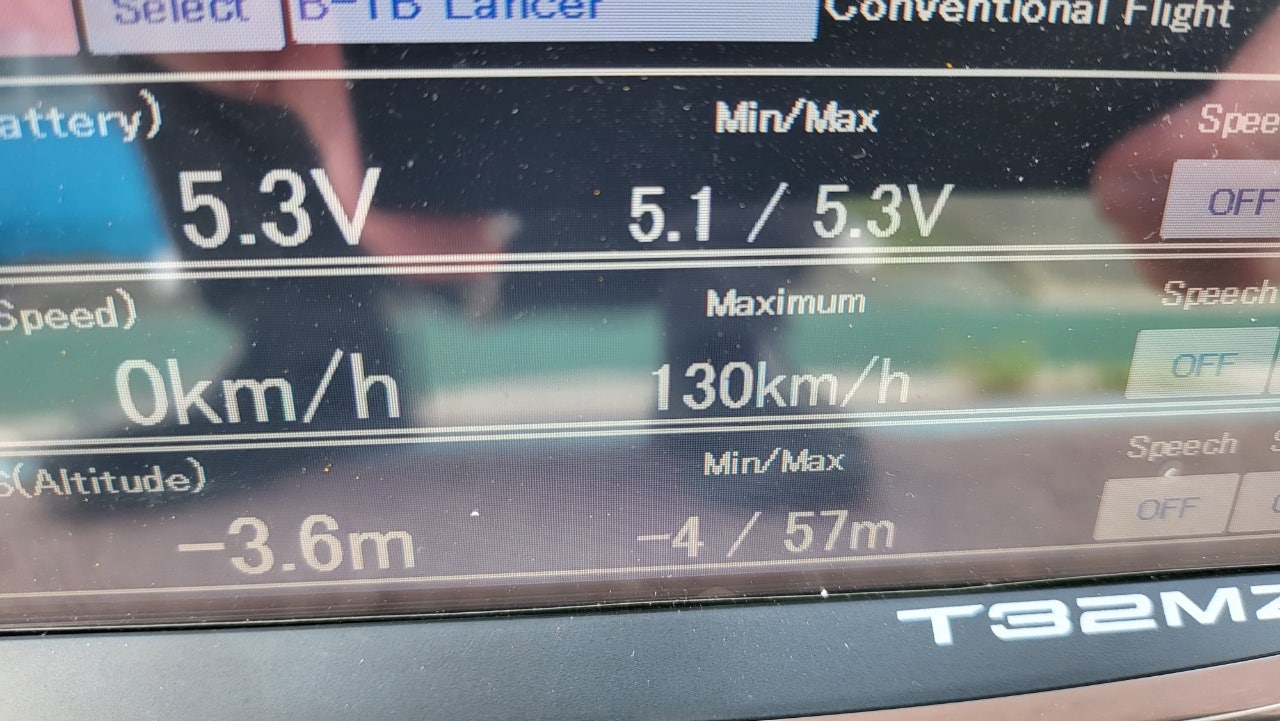 Select B-1B Lancer Conventional Flight
attery) Min/Max Spee
5.3V 5.1 / 5.3V OFF
Speed) Maximum Speech
0km/h 130km/h OFF
S(Altitude) Min/Max Speech
-3.6m -4 / 57m OFF
T32MZ